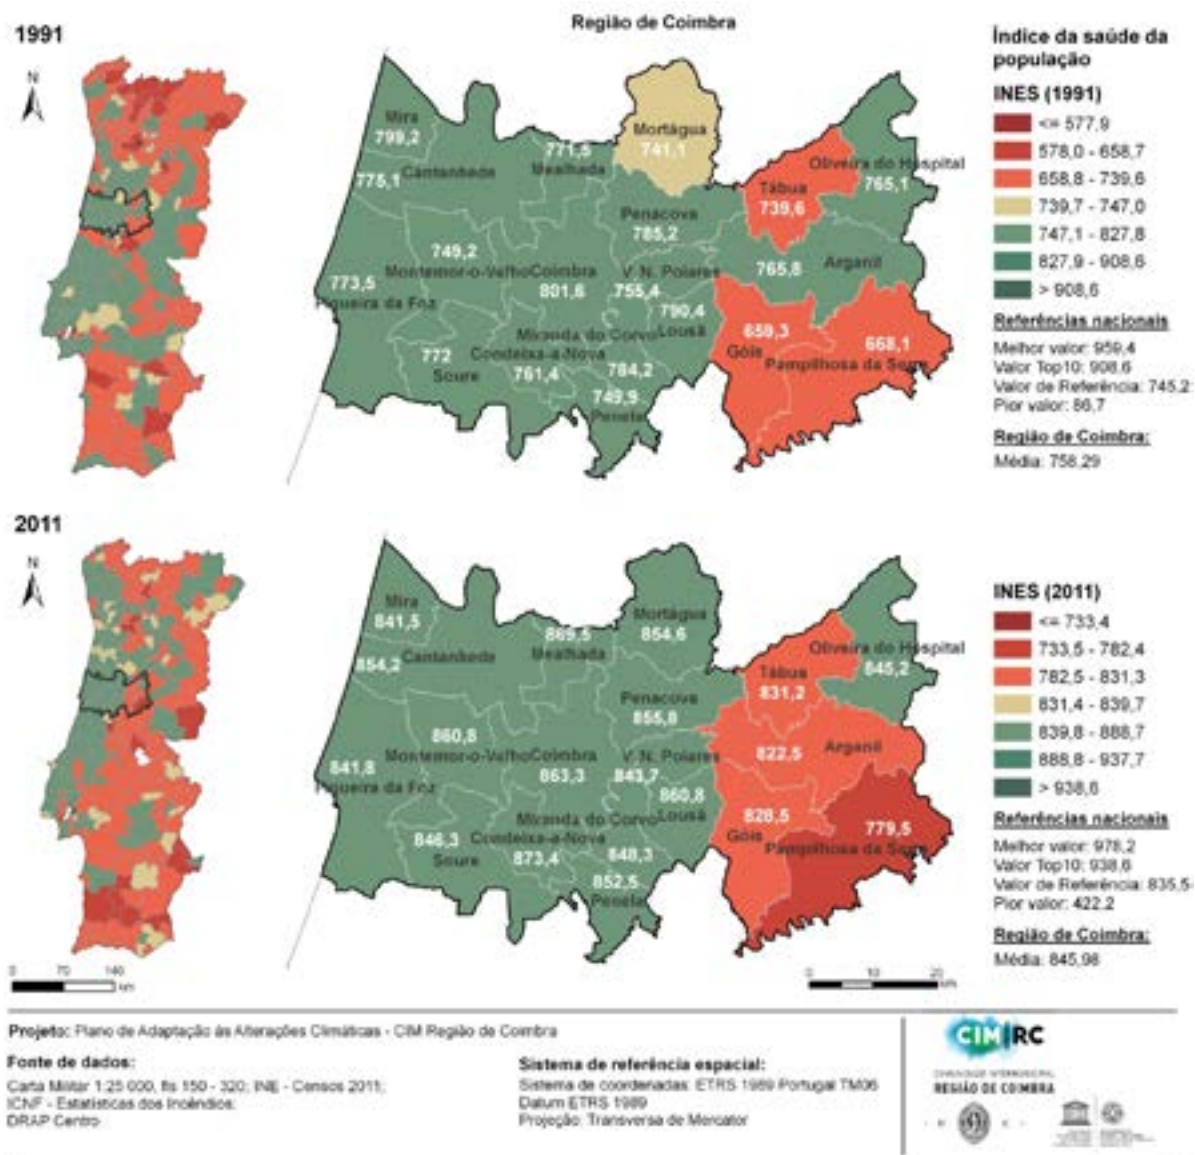 Região de Coimbra
1991
N
Mira
799,2
Cantanhede
775,1
771,5
Mealhada
Mortágua
741,1
Oliveira do Hospital
765,1
Tábua
739,6
Penacova
785,2
749,2
Montemor-o-Velho
Coimbra
801,6
V. N. Poiares
755,4
765,8
Arganil
773,5
Figueira da Foz
790,4
Lousã
Miranda do Corvo
784,2
659,3
Góis
668,1
Pampilhosa da Serra
772
Soure
Condeixa-a-Nova
761,4
749,9
Penela
Índice da saúde da
população
INES (1991)
<= 577,9
578,0 - 658,7
658,8 - 739,6
739,7 - 747,0
747,1 - 827,8
827,9 - 908,6
> 908,6
Referências nacionais
Melhor valor: 959,4
Valor Top10: 908,6
Valor de Referência: 745,2
Pior valor: 86,7
Região de Coimbra:
Média: 758,29
2011
N
Mira
841,5
Cantanhede
854,2
869,5
Mealhada
Mortágua
854,6
Oliveira do Hospital
845,2
Tábua
831,2
Penacova
855,8
860,8
Montemor-o-Velho
Coimbra
863,3
V. N. Poiares
843,7
822,5
Arganil
841,8
Figueira da Foz
860,8
Lousã
Miranda do Corvo
848,3
828,5
Góis
779,5
Pampilhosa da Serra
846,3
Soure
Condeixa-a-Nova
873,4
852,5
Penela
INES (2011)
<= 733,4
733,5 - 782,4
782,5 - 831,3
831,4 - 839,7
839,8 - 888,7
888,8 - 937,7
> 938,6
Referências nacionais
Melhor valor: 978,2
Valor Top10: 938,6
Valor de Referência: 835,5
Pior valor: 422,2
Região de Coimbra:
Média: 845,98
0 70 140
km
0 10 20
km
Projeto: Plano de Adaptação às Alterações Climáticas - CIM Região de Coimbra
Fonte de dados:
Carta Militar 1:25 000, fls 150 - 320; INE - Censos 2011;
ICNF - Estatísticas dos Incêndios;
DRAP Centro
Sistema de referência espacial:
Sistema de coordenadas: ETRS 1989 Portugal TM06
Datum ETRS 1989
Projeção: Transversa de Mercator
CIM|RC
COMUNIDADE INTERMUNICIPAL
REGIÃO DE COIMBRA